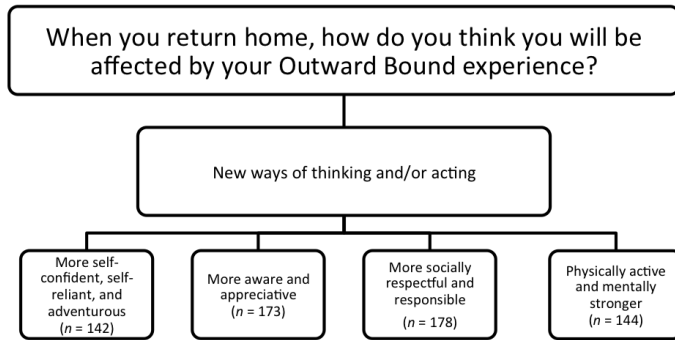 When you return home, how do you think you will be
affected by your Outward Bound experience?
New ways of thinking and/or acting
More self-
confident, self-
reliant, and
adventurous
(n = 142)
More aware and
appreciative
(n = 173)
More socially
respectful and
responsible
(n = 178)
Physically active
and mentally
stronger
(n = 144)